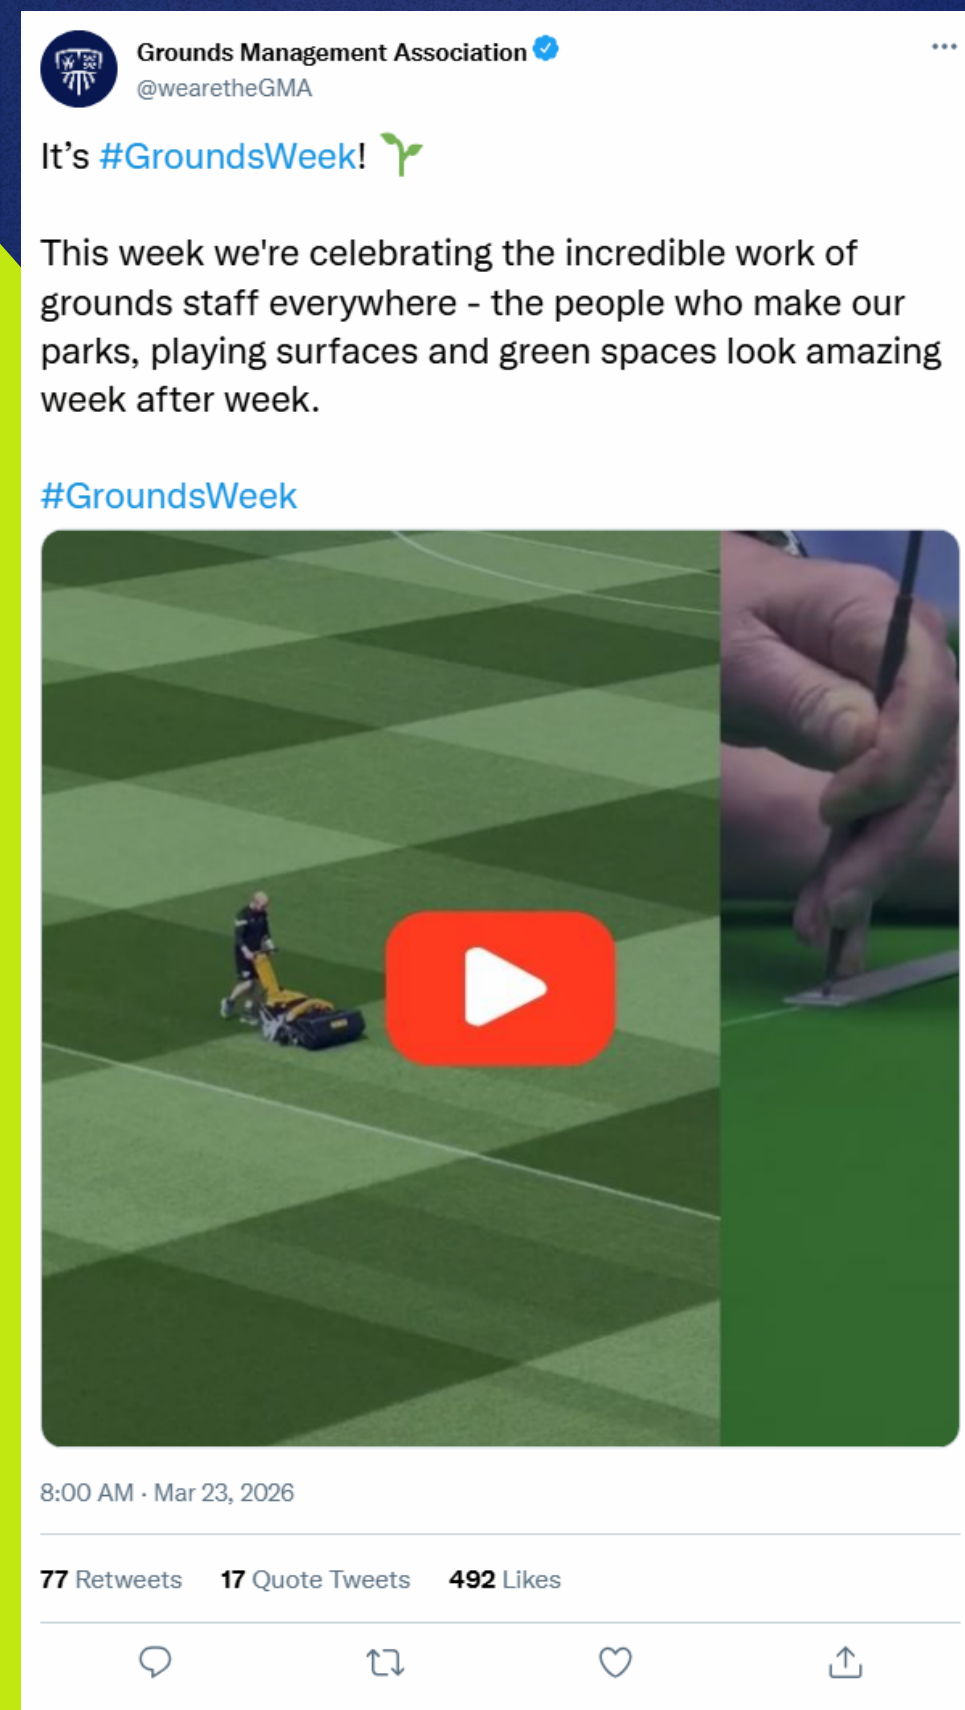 Grounds Management Association
@wearetheGMA
It’s #GroundsWeek! 🌱
This week we're celebrating the incredible work of
grounds staff everywhere - the people who make our
parks, playing surfaces and green spaces look amazing
week after week.
#GroundsWeek
8:00 AM · Mar 23, 2026
77 Retweets 17 Quote Tweets 492 Likes